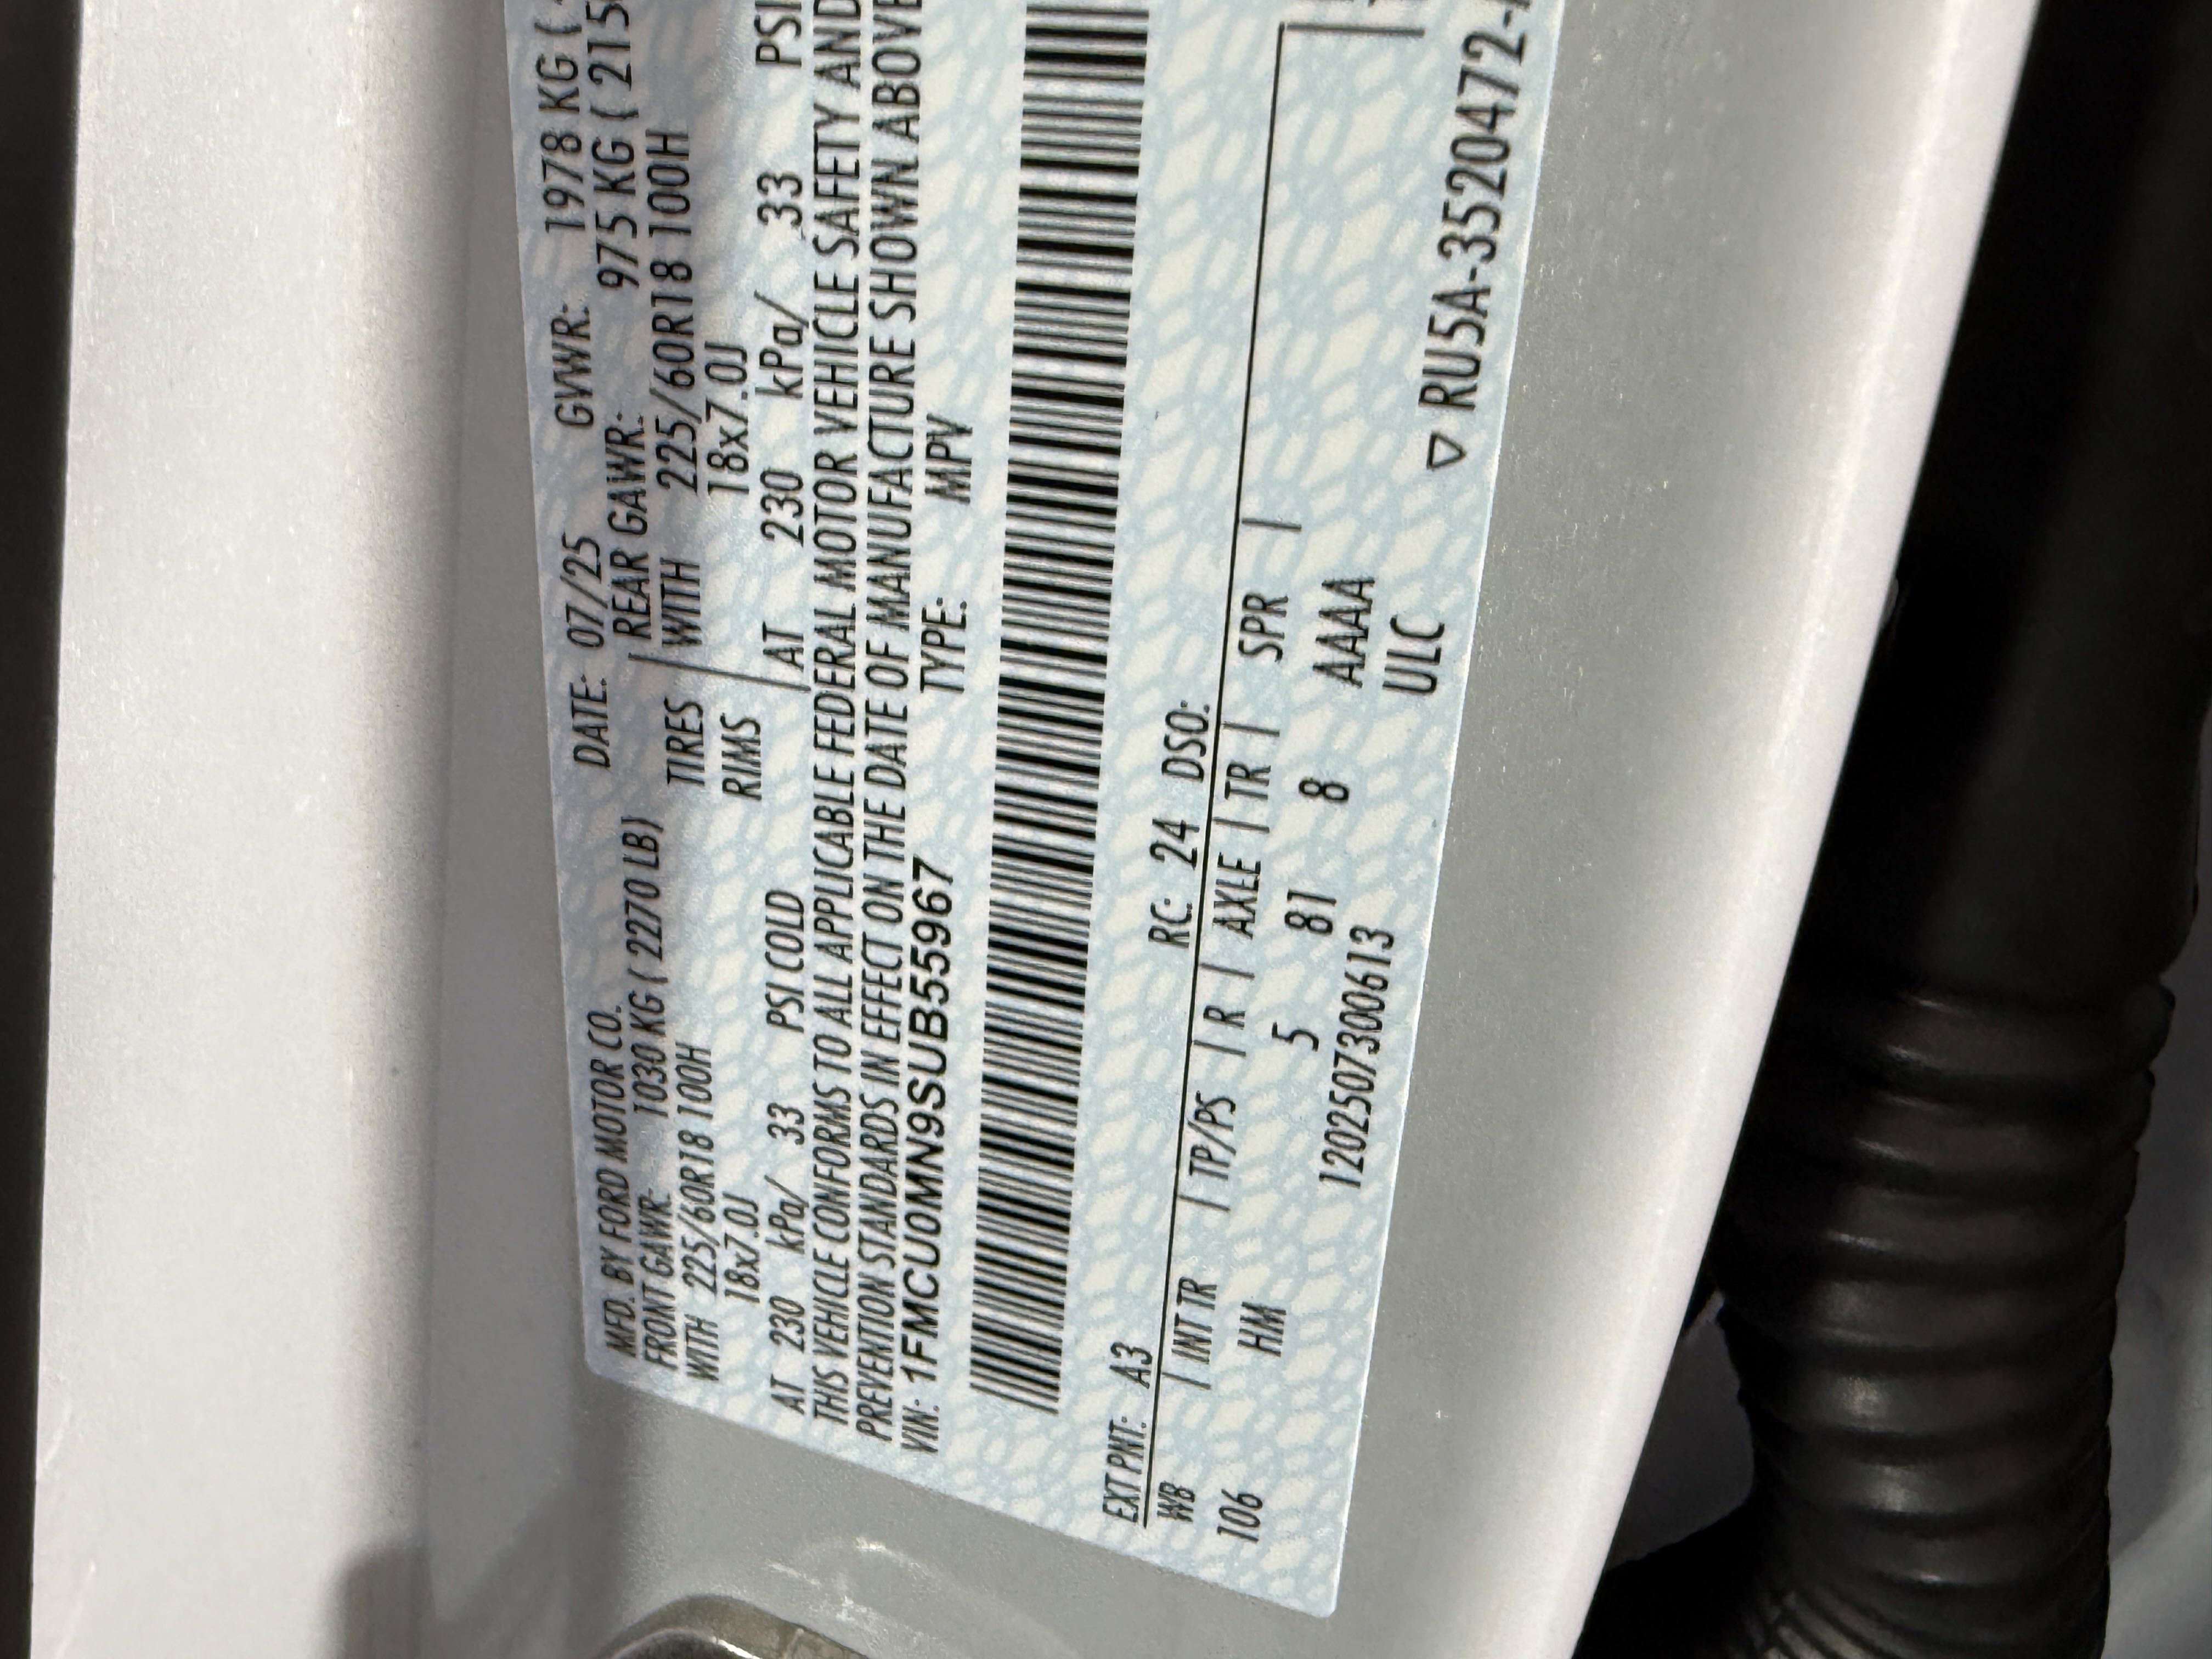 MFD. BY FORD MOTOR CO. DATE: 07/25 GVWR: 1978 KG (
FRONT GAWR: 1030 KG ( 2270 LB) REAR GAWR: 975 KG ( 215
WITH 225/60R18 100H TIRES WITH 225/60R18 100H
18x7.0J RIMS 18x7.0J
AT 230 kPa/ 33 PSI COLD AT 230 kPa/ 33 PSI
THIS VEHICLE CONFORMS TO ALL APPLICABLE FEDERAL MOTOR VEHICLE SAFETY AND
PREVENTION STANDARDS IN EFFECT ON THE DATE OF MANUFACTURE SHOWN ABOVE
VIN: 1FMCU0MN9SUB55967 TYPE: MPV
EXT PNT: A3 RC: 24 DSO:
WB | INT TR | TP/PS | R | AXLE | TR | SPR |
106 HM 5 81 8 AAAA
1202507300613 ULC
▽ RU5A-3520472-